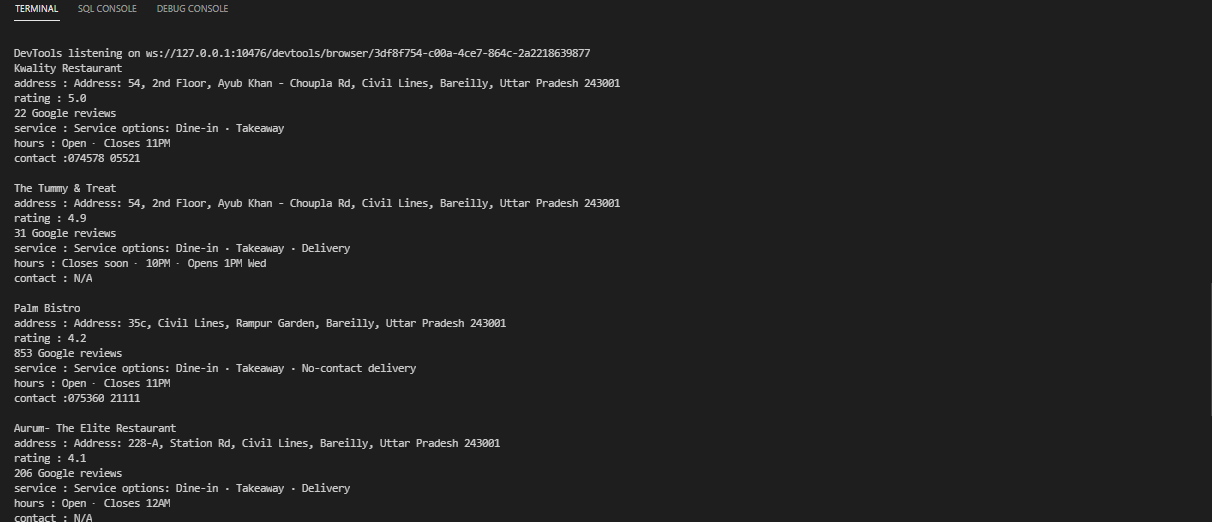 TERMINAL SQL CONSOLE DEBUG CONSOLE
DevTools listening on ws://127.0.0.1:10476/devtools/browser/3df8f754-c00a-4ce7-864c-2a2218639877
Kwality Restaurant
address : Address: 54, 2nd Floor, Ayub Khan - Choupla Rd, Civil Lines, Bareilly, Uttar Pradesh 243001
rating : 5.0
22 Google reviews
service : Service options: Dine-in · Takeaway
hours : Open ⋅ Closes 11PM
contact :074578 05521
The Tummy & Treat
address : Address: 54, 2nd Floor, Ayub Khan - Choupla Rd, Civil Lines, Bareilly, Uttar Pradesh 243001
rating : 4.9
31 Google reviews
service : Service options: Dine-in · Takeaway · Delivery
hours : Closes soon ⋅ 10PM ⋅ Opens 1PM Wed
contact : N/A
Palm Bistro
address : Address: 35c, Civil Lines, Rampur Garden, Bareilly, Uttar Pradesh 243001
rating : 4.2
853 Google reviews
service : Service options: Dine-in · Takeaway · No-contact delivery
hours : Open ⋅ Closes 11PM
contact :075360 21111
Aurum- The Elite Restaurant
address : Address: 228-A, Station Rd, Civil Lines, Bareilly, Uttar Pradesh 243001
rating : 4.1
206 Google reviews
service : Service options: Dine-in · Takeaway · Delivery
hours : Open ⋅ Closes 12AM
contact : N/A